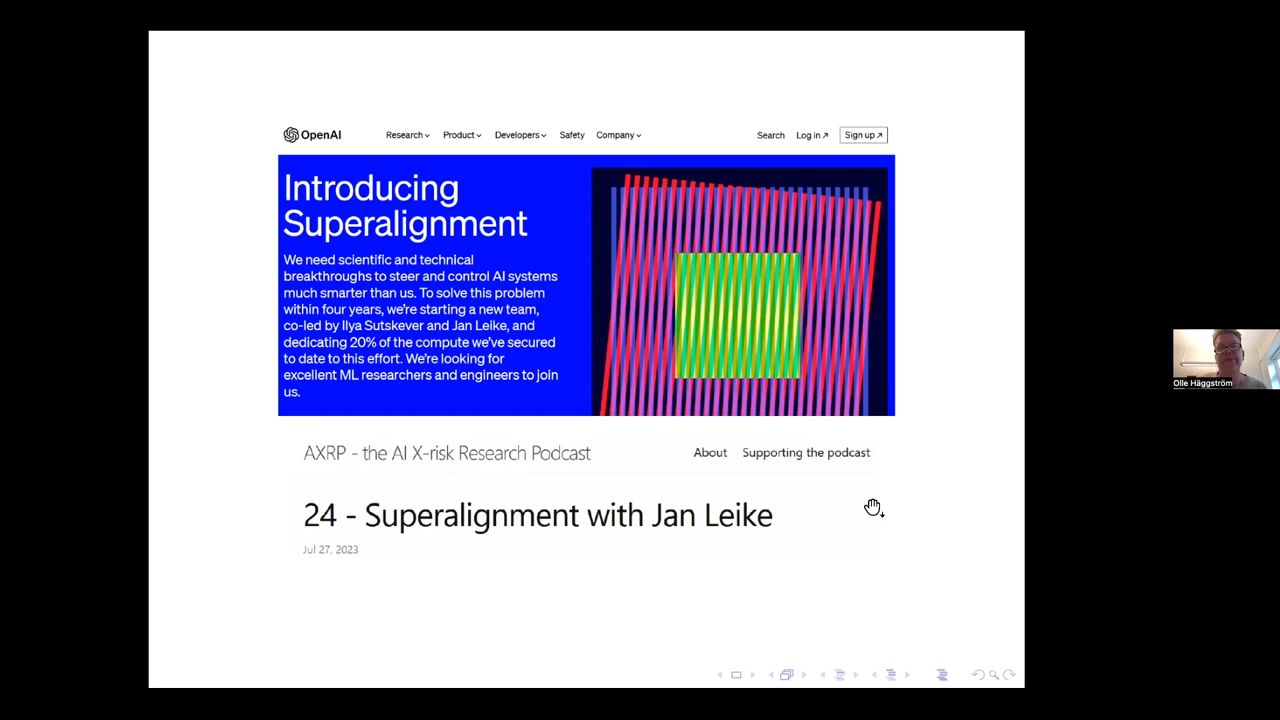 OpenAI
Research Product Developers Safety Company
Search Log in ↗ Sign up ↗
Introducing
Superalignment
We need scientific and technical
breakthroughs to steer and control AI systems
much smarter than us. To solve this problem
within four years, we're starting a new team,
co-led by Ilya Sutskever and Jan Leike, and
dedicating 20% of the compute we've secured
to date to this effort. We're looking for
excellent ML researchers and engineers to join
us.
AXRP - the AI X-risk Research Podcast
About Supporting the podcast
24 - Superalignment with Jan Leike
Jul 27, 2023
Olle Häggström